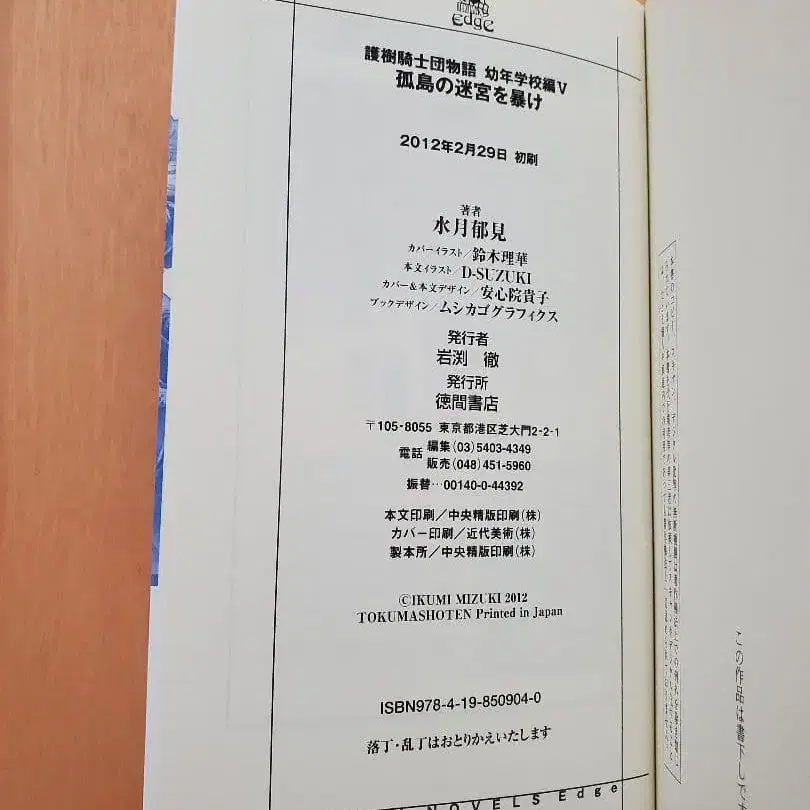 Edge
護樹騎士団物語 幼年学校編Ⅴ
孤島の迷宮を暴け
2012年2月29日 初刷
著者
水月郁見
カバーイラスト/鈴木理華
本文イラスト/D-SUZUKI
カバー&本文デザイン/安心院貴子
ブックデザイン/ムシカゴグラフィクス
発行者
岩渕 徹
発行所
徳間書店
〒105-8055 東京都港区芝大門2-2-1
電話 編集(03)5403-4349
販売(048)451-5960
振替…00140-0-44392
本文印刷/中央精版印刷(株)
カバー印刷/近代美術(株)
製本所/中央精版印刷(株)
©IKUMI MIZUKI 2012
TOKUMASHOTEN Printed in Japan
ISBN978-4-19-850904-0
落丁・乱丁はおとりかえいたします
NOVELS Edge
この作品は書下しで